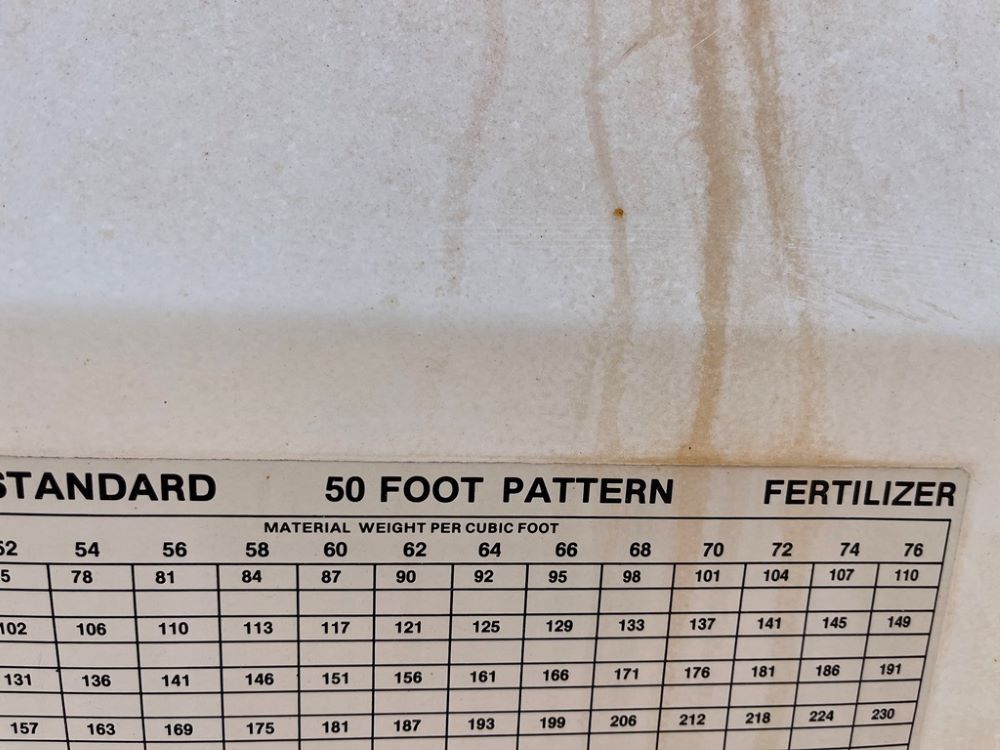 STANDARD 50 FOOT PATTERN FERTILIZER
MATERIAL WEIGHT PER CUBIC FOOT
52 54 56 58 60 62 64 66 68 70 72 74 76
5 78 81 84 87 90 92 95 98 101 104 107 110
102 106 110 113 117 121 125 129 133 137 141 145 149
131 136 141 146 151 156 161 166 171 176 181 186 191
157 163 169 175 181 187 193 199 206 212 218 224 230